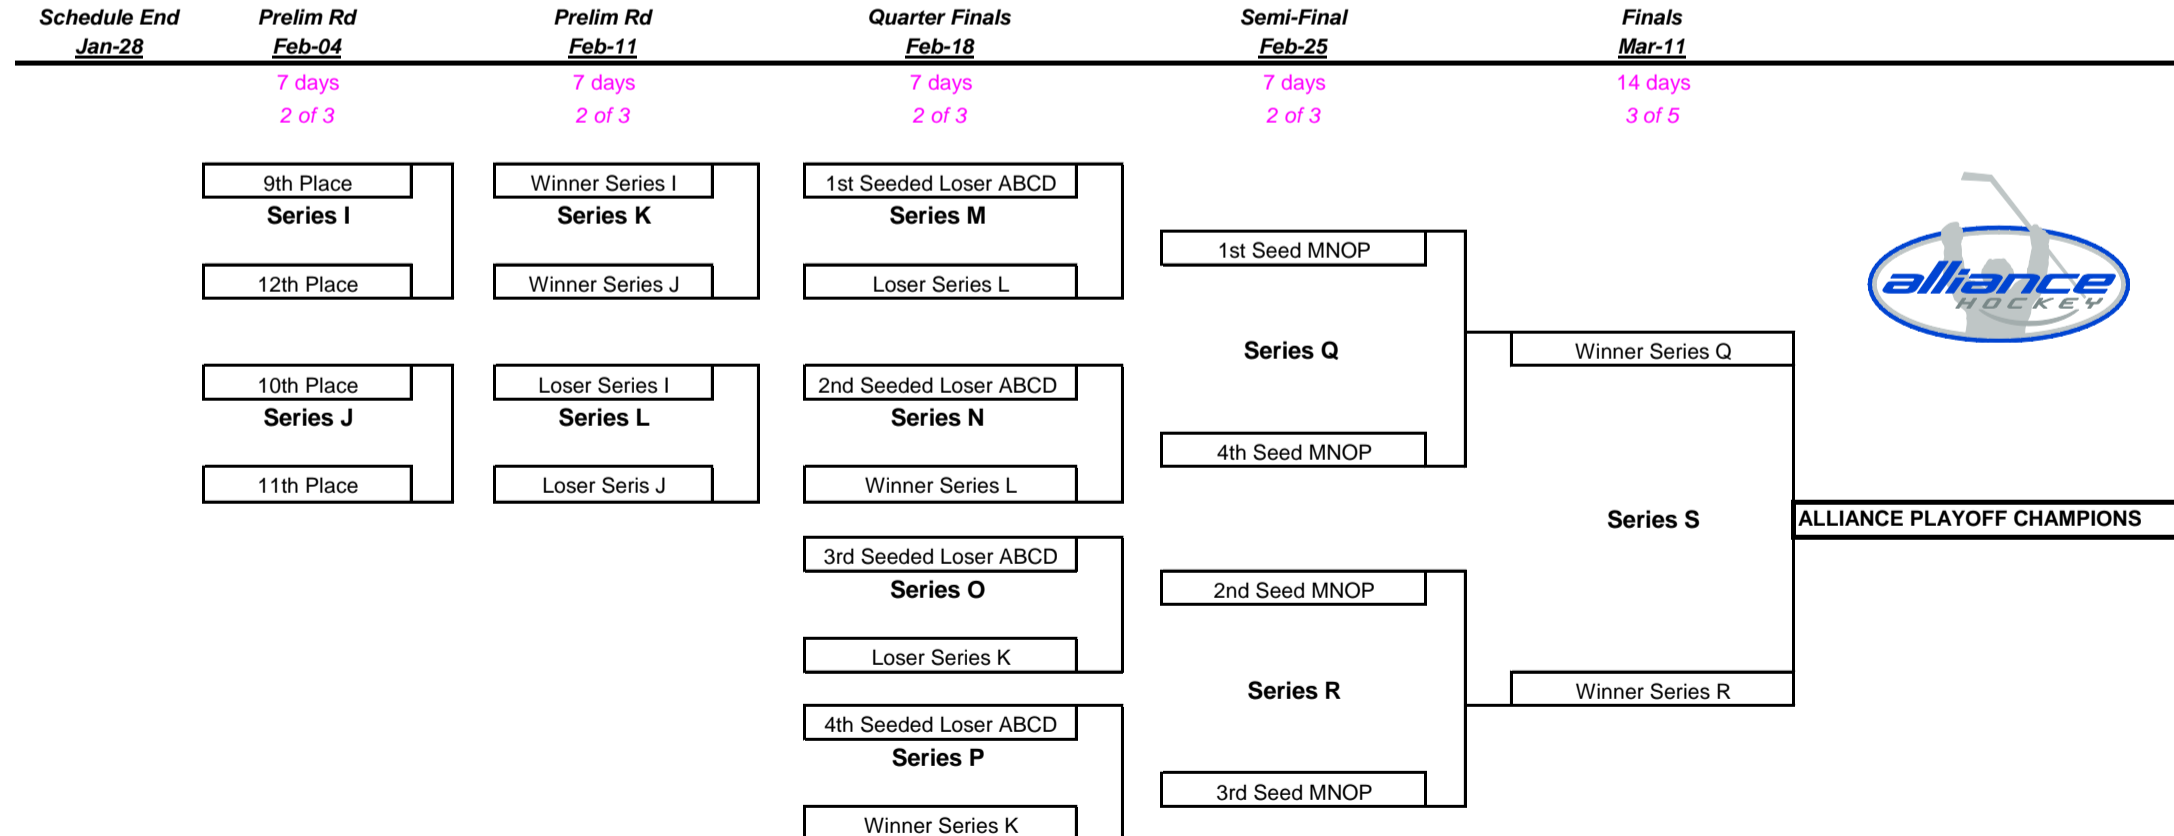 Schedule End Prelim Rd Prelim Rd Quarter Finals Semi-Final Finals
Jan-28 Feb-04 Feb-11 Feb-18 Feb-25 Mar-11
7 days 7 days 7 days 7 days 14 days
2 of 3 2 of 3 2 of 3 2 of 3 3 of 5
9th Place Winner Series I 1st Seeded Loser ABCD
Series I Series K Series M
1st Seed MNOP
12th Place Winner Series J Loser Series L
alliance
HOCKEY
Series Q Winner Series Q
10th Place Loser Series I 2nd Seeded Loser ABCD
Series J Series L Series N
4th Seed MNOP
11th Place Loser Seris J Winner Series L
Series S ALLIANCE PLAYOFF CHAMPIONS
3rd Seeded Loser ABCD
Series O 2nd Seed MNOP
Loser Series K
Series R Winner Series R
4th Seeded Loser ABCD
Series P
3rd Seed MNOP
Winner Series K